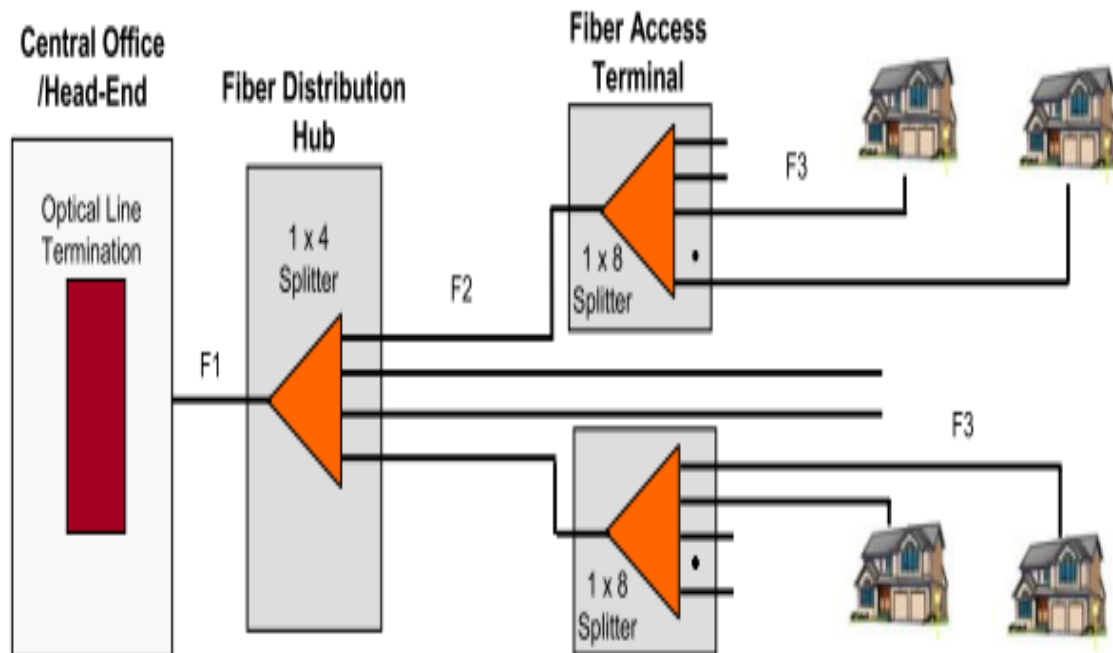 Central Office
/Head-End
Optical Line
Termination
F1
Fiber Distribution
Hub
1 x 4
Splitter
F2
Fiber Access
Terminal
1 x 8
Splitter
F3
1 x 8
Splitter
F3